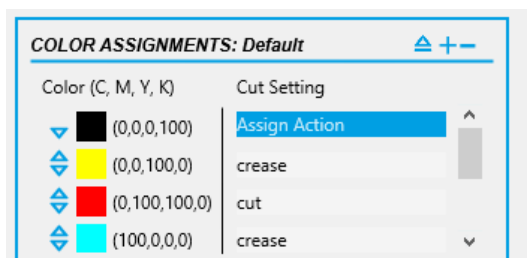 COLOR ASSIGNMENTS: Default
Color (C, M, Y, K) Cut Setting
(0,0,0,100) Assign Action
(0,0,100,0) crease
(0,100,100,0) cut
(100,0,0,0) crease